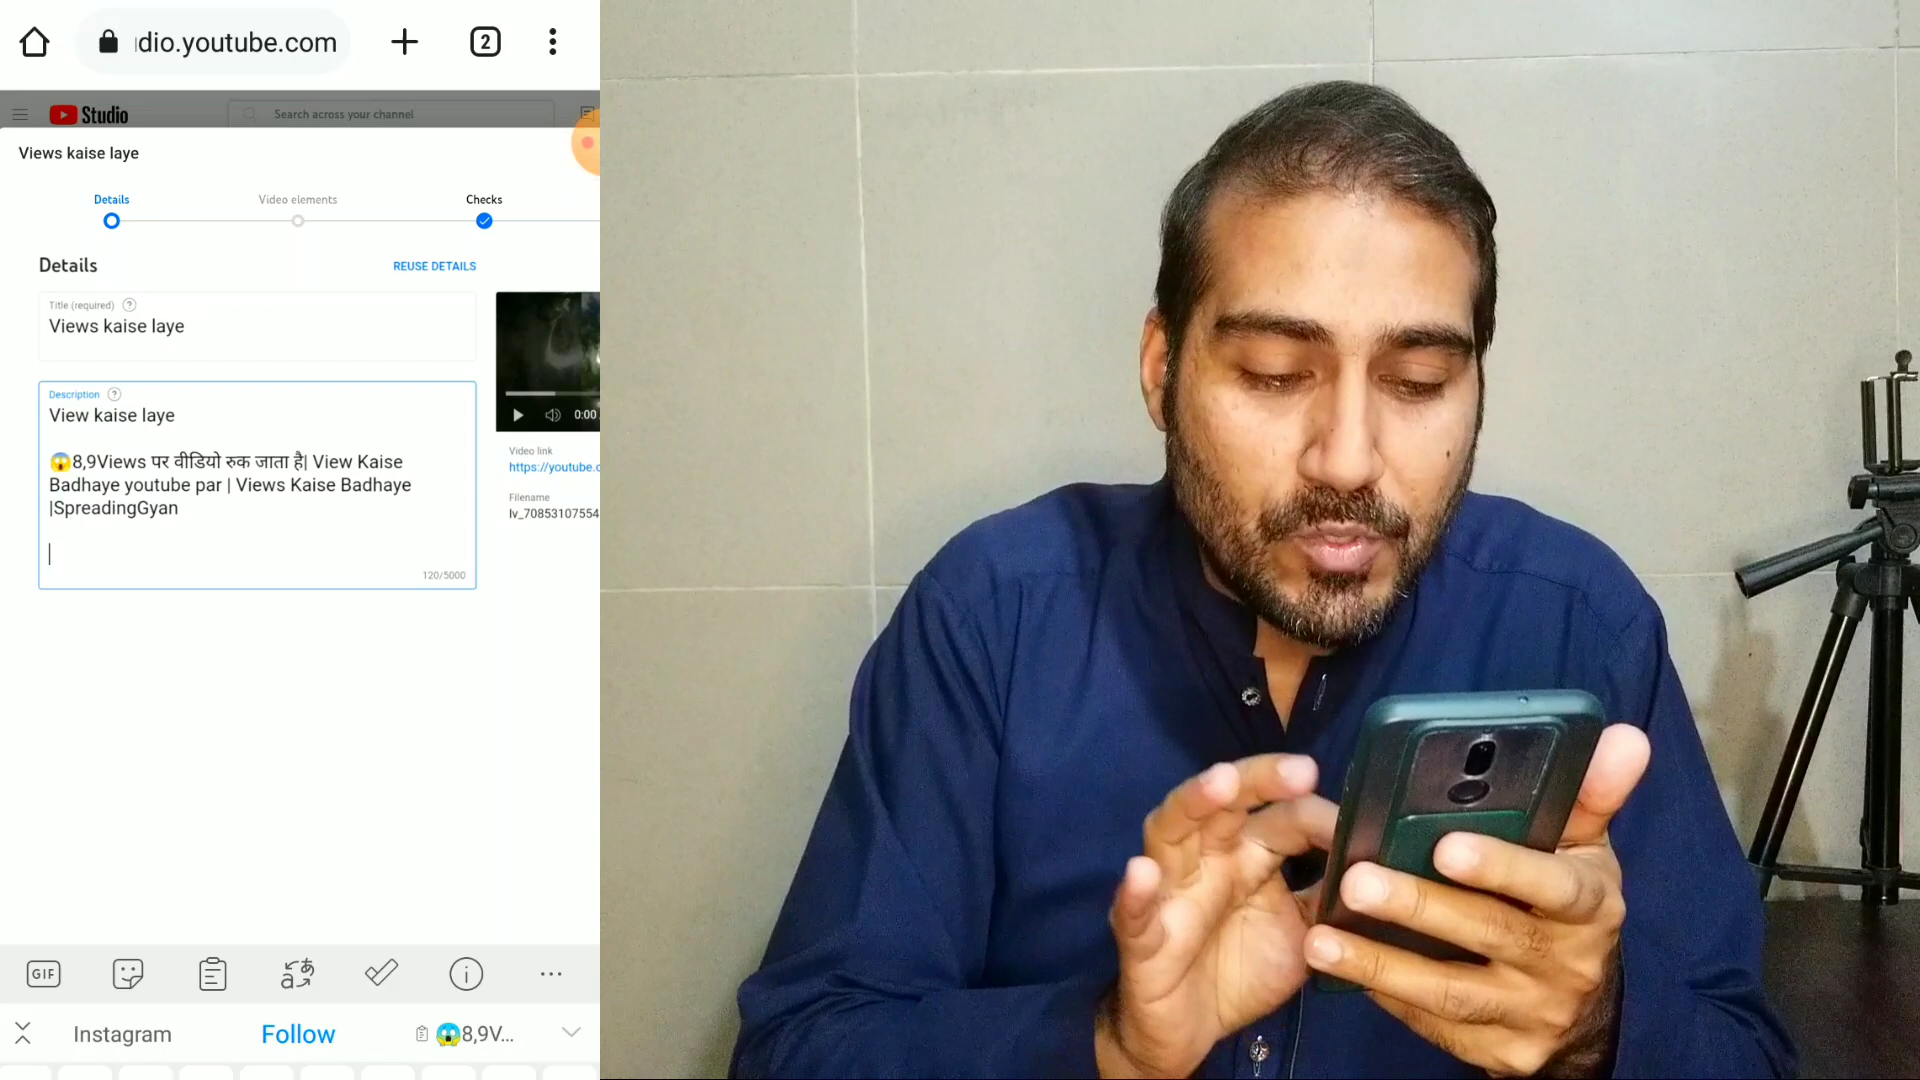 dio.youtube.com
2
Studio
Search across your channel
Views kaise laye
Details
Video elements
Checks
Details
REUSE DETAILS
Title (required)
Views kaise laye
Description
View kaise laye
😱8,9Views पर वीडियो रुक जाता है| View Kaise
Badhaye youtube par | Views Kaise Badhaye
|SpreadingGyan
120/5000
0:00
Video link
https://youtube.c
Filename
lv_70853107554
GIF
Instagram
Follow
😱8,9V...